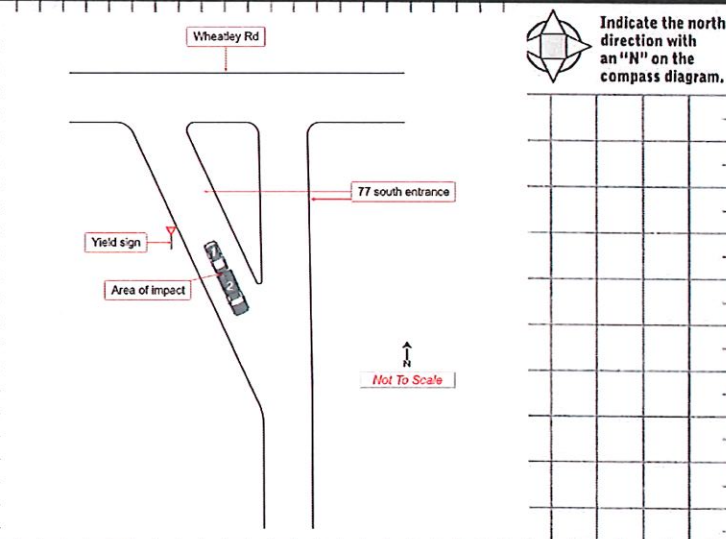 Wheatley Rd
Indicate the north
direction with
an "N" on the
compass diagram.
77 south entrance
Yield sign
Area of impact
2
N
Not To Scale